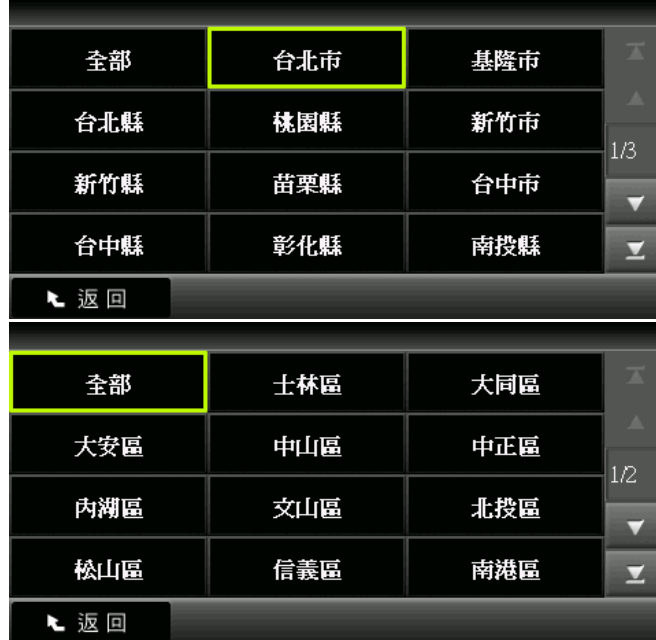 全部 台北市 基隆市
台北縣 桃園縣 新竹市
1/3
新竹縣 苗栗縣 台中市
台中縣 彰化縣 南投縣
返回
全部 士林區 大同區
大安區 中山區 中正區
1/2
內湖區 文山區 北投區
松山區 信義區 南港區
返回